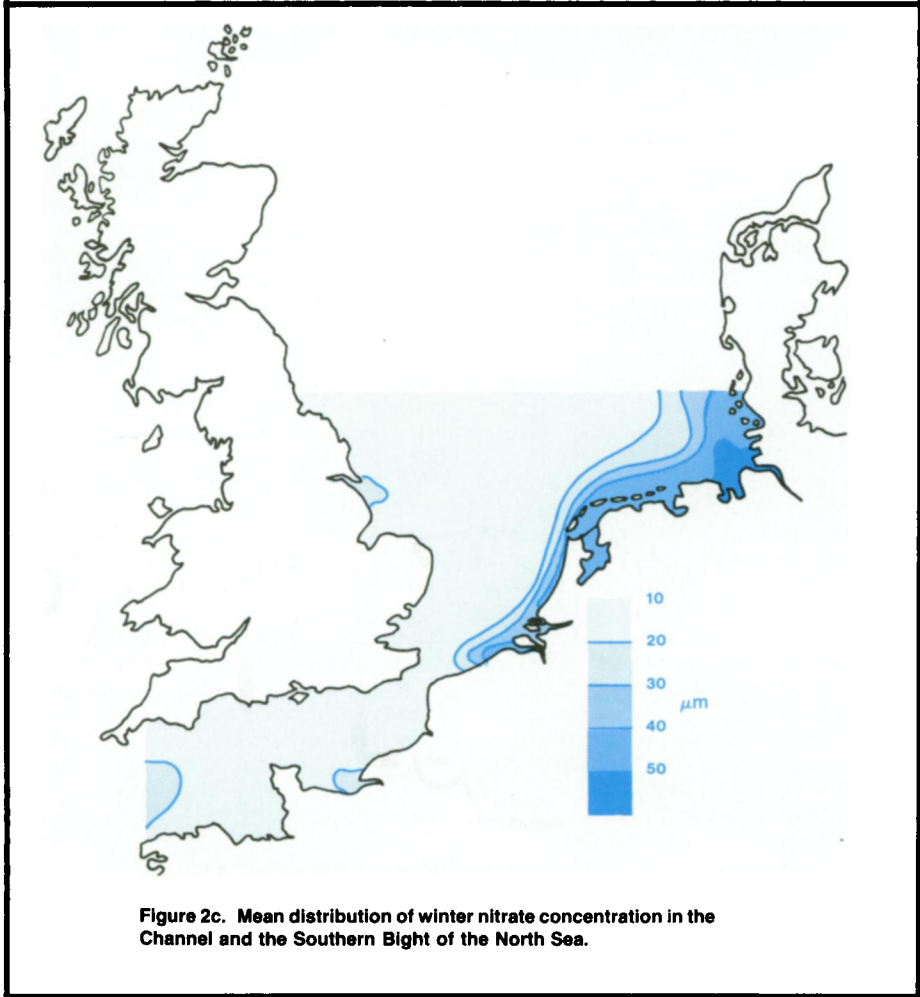 10
20
30
μm
40
50
Figure 2c. Mean distribution of winter nitrate concentration in the
Channel and the Southern Bight of the North Sea.